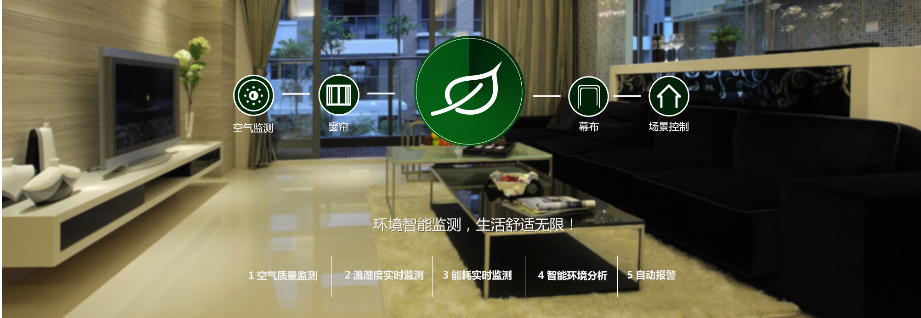 空气监测
窗帘
幕布
场景控制
环境智能监测，生活舒适无限！
1 空气质量监测
2 温湿度实时监测
3 能耗实时监测
4 智能环境分析
5 自动报警